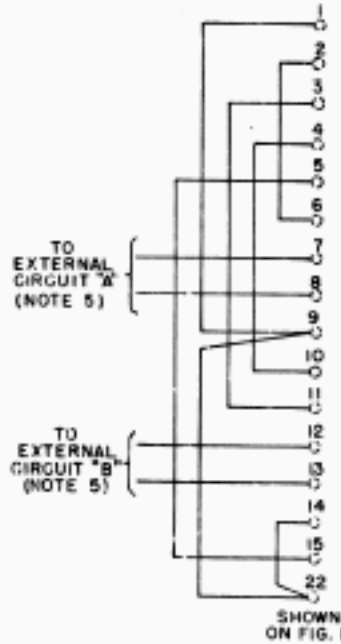 1
2
3
4
5
6
TO
EXTERNAL
CIRCUIT "A"
(NOTE 5)
7
8
9
10
11
TO
EXTERNAL
CIRCUIT "B"
(NOTE 5)
12
13
14
15
22
SHOWN
ON FIG.